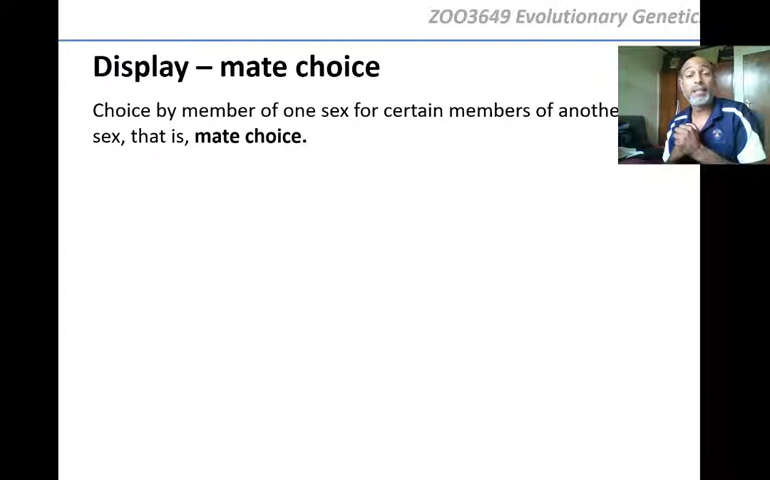 ZOO3649 Evolutionary Genetic
Display – mate choice
Choice by member of one sex for certain members of anothe
sex, that is, mate choice.